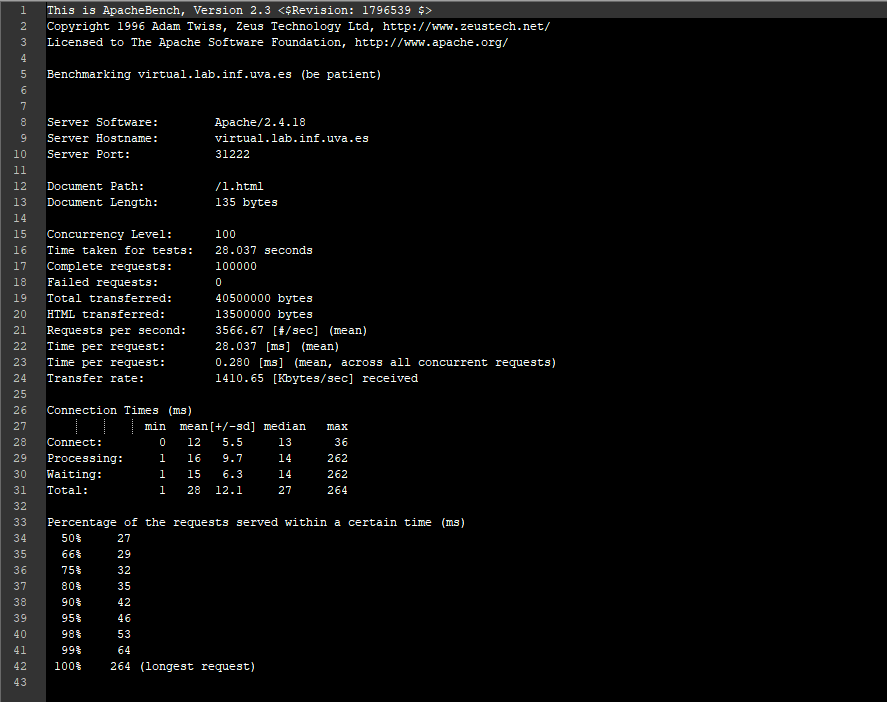 1 This is ApacheBench, Version 2.3 <$Revision: 1796539 $>
2 Copyright 1996 Adam Twiss, Zeus Technology Ltd, http://www.zeustech.net/
3 Licensed to The Apache Software Foundation, http://www.apache.org/
4
5 Benchmarking virtual.lab.inf.uva.es (be patient)
6
7
8 Server Software:        Apache/2.4.18
9 Server Hostname:        virtual.lab.inf.uva.es
10 Server Port:            31222
11
12 Document Path:          /1.html
13 Document Length:        135 bytes
14
15 Concurrency Level:      100
16 Time taken for tests:   28.037 seconds
17 Complete requests:      100000
18 Failed requests:        0
19 Total transferred:      40500000 bytes
20 HTML transferred:       13500000 bytes
21 Requests per second:    3566.67 [#/sec] (mean)
22 Time per request:       28.037 [ms] (mean)
23 Time per request:       0.280 [ms] (mean, across all concurrent requests)
24 Transfer rate:          1410.65 [Kbytes/sec] received
25
26 Connection Times (ms)
27               min  mean[+/-sd] median   max
28 Connect:        0   12   5.5     13      36
29 Processing:     1   16   9.7     14     262
30 Waiting:        1   15   6.3     14     262
31 Total:          1   28  12.1     27     264
32
33 Percentage of the requests served within a certain time (ms)
34   50%     27
35   66%     29
36   75%     32
37   80%     35
38   90%     42
39   95%     46
40   98%     53
41   99%     64
42  100%    264 (longest request)
43